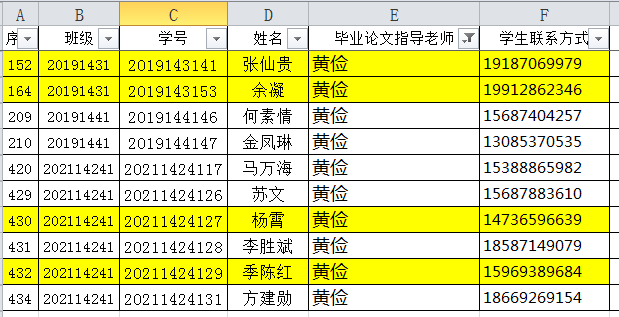 A B C D E F
序 班级 学号 姓名 毕业论文指导老师 学生联系方式
152 20191431 2019143141 张仙贵 黄俭 19187069979
164 20191431 2019143153 余凝 黄俭 19912862346
209 20191441 2019144146 何素情 黄俭 15687404257
210 20191441 2019144147 金凤琳 黄俭 13085370535
420 202114241 20211424117 马万海 黄俭 15388865982
429 202114241 20211424126 苏文 黄俭 15687883610
430 202114241 20211424127 杨霄 黄俭 14736596639
431 202114241 20211424128 李胜斌 黄俭 18587149079
432 202114241 20211424129 季陈红 黄俭 15969389684
434 202114241 20211424131 方建勋 黄俭 18669269154